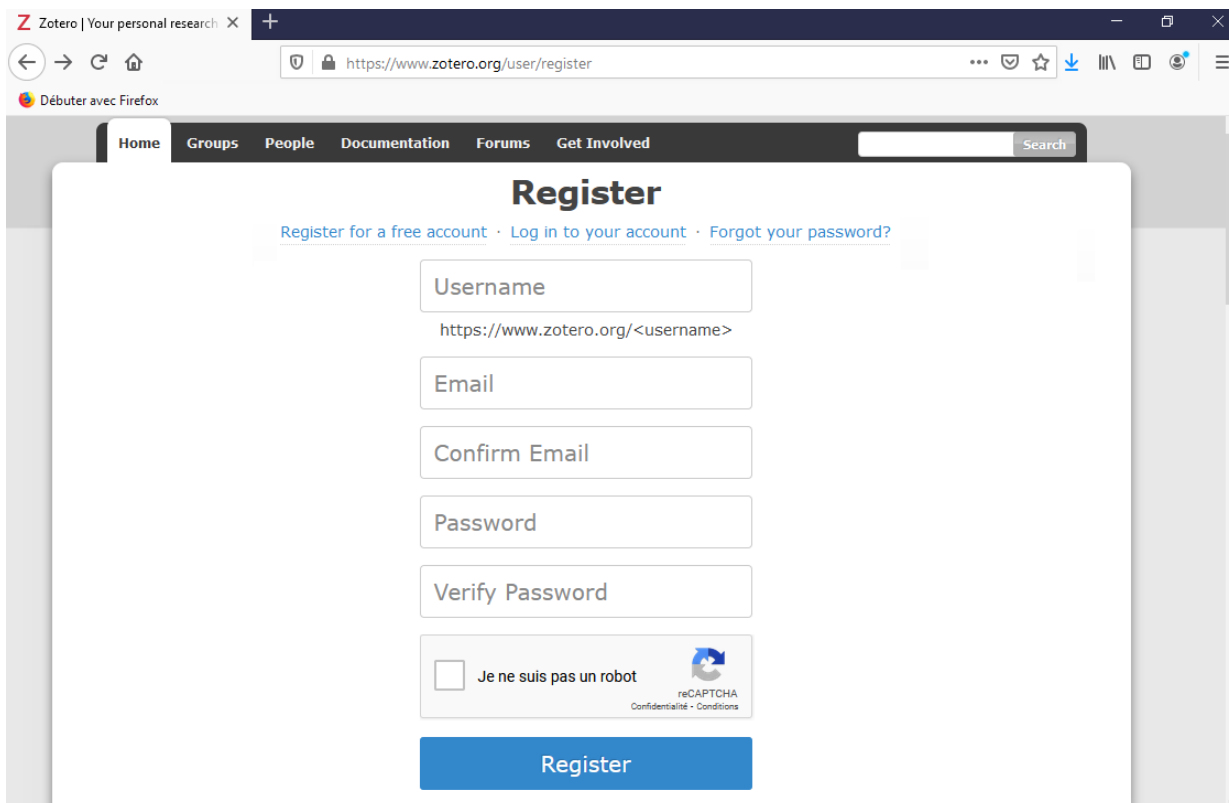 Z Zotero | Your personal research
https://www.zotero.org/user/register
Débuter avec Firefox
Home Groups People Documentation Forums Get Involved Search
Register
Register for a free account · Log in to your account · Forgot your password?
Username
https://www.zotero.org/<username>
Email
Confirm Email
Password
Verify Password
Je ne suis pas un robot
reCAPTCHA
Confidentialité - Conditions
Register